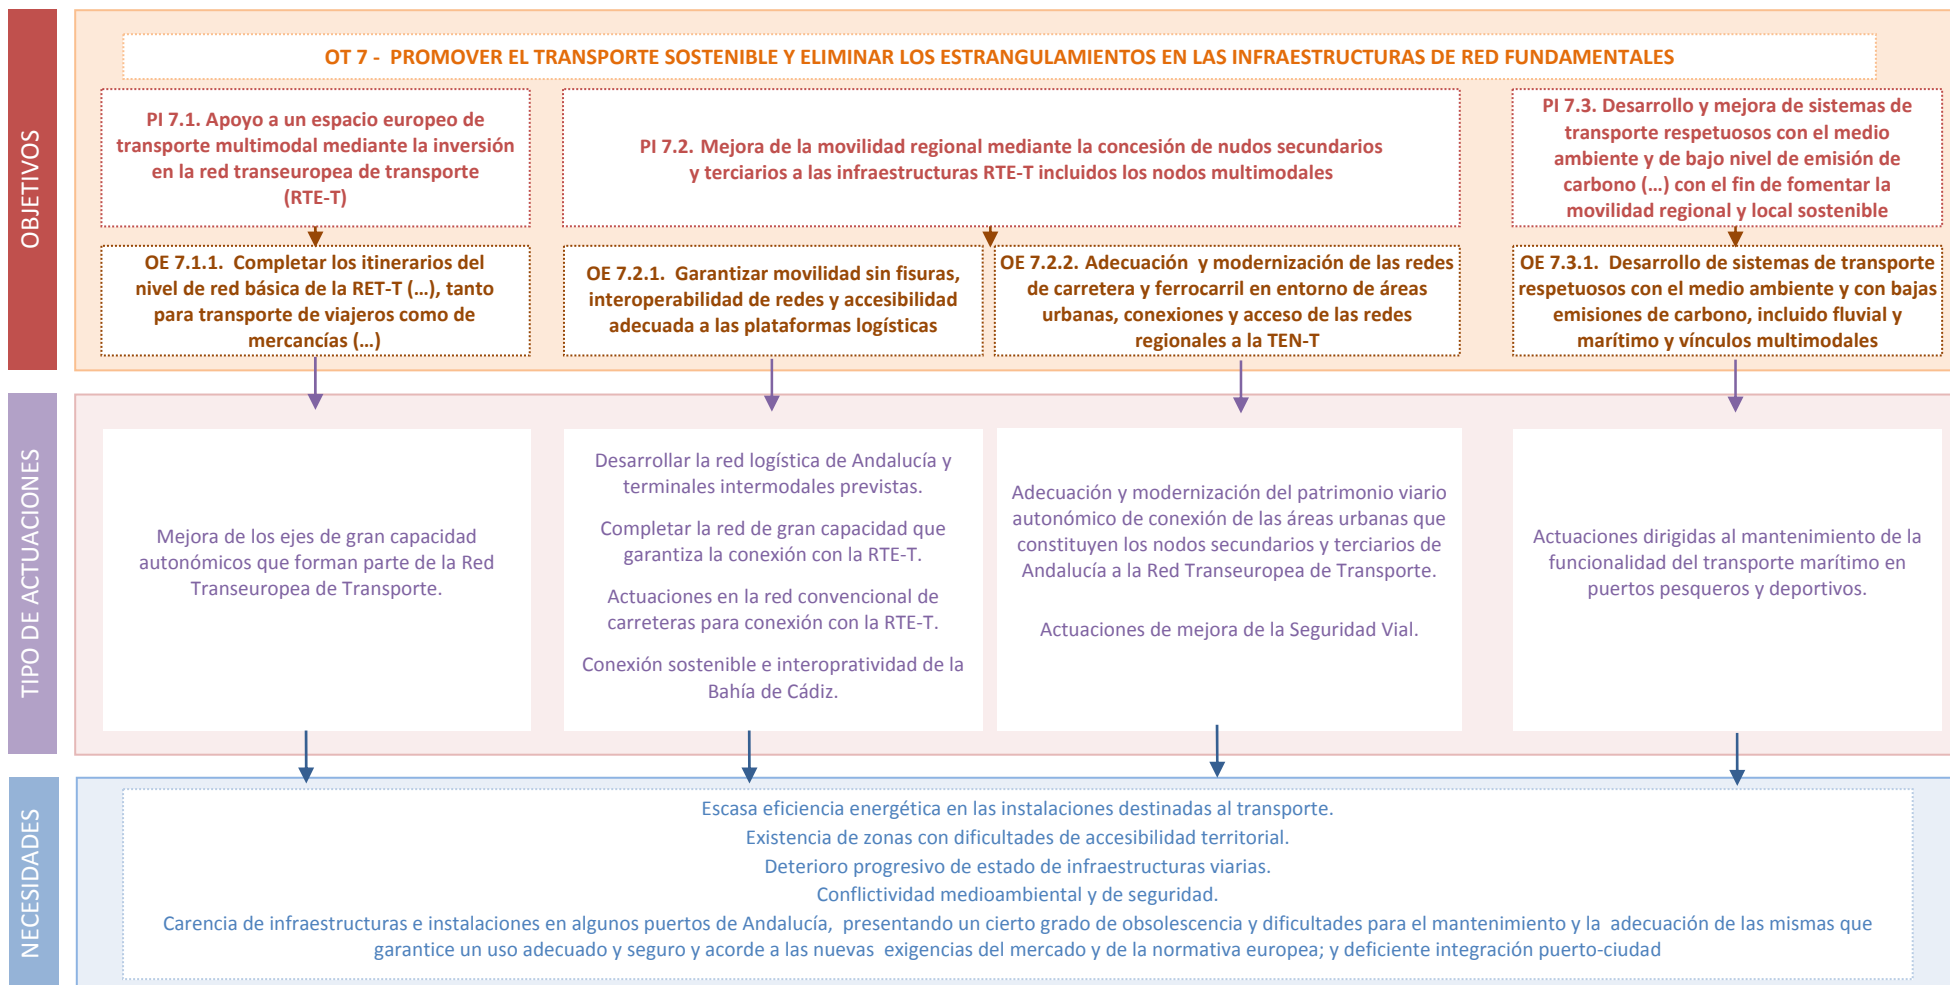 OBJETIVOS
OT 7 -  PROMOVER EL TRANSPORTE SOSTENIBLE Y ELIMINAR LOS ESTRANGULAMIENTOS EN LAS INFRAESTRUCTURAS DE RED FUNDAMENTALES
PI 7.1. Apoyo a un espacio europeo de
transporte multimodal mediante la inversión
en la red transeuropea de transporte
(RTE-T)
PI 7.2. Mejora de la movilidad regional mediante la concesión de nudos secundarios
y terciarios a las infraestructuras RTE-T incluidos los nodos multimodales
PI 7.3. Desarrollo y mejora de sistemas de
transporte respetuosos con el medio
ambiente y de bajo nivel de emisión de
carbono (…) con el fin de fomentar la
movilidad regional y local sostenible
OE 7.1.1.  Completar los itinerarios del
nivel de red básica de la RET-T (…), tanto
para transporte de viajeros como de
mercancías (…)
OE 7.2.1.  Garantizar movilidad sin fisuras,
interoperabilidad de redes y accesibilidad
adecuada a las plataformas logísticas
OE 7.2.2. Adecuación  y modernización de las redes
de carretera y ferrocarril en entorno de áreas
urbanas, conexiones y acceso de las redes
regionales a la TEN-T
OE 7.3.1.  Desarrollo de sistemas de transporte
respetuosos con el medio ambiente y con bajas
emisiones de carbono, incluido fluvial y
marítimo y vínculos multimodales
TIPO DE ACTUACIONES
Mejora de los ejes de gran capacidad
autonómicos que forman parte de la Red
Transeuropea de Transporte.
Desarrollar la red logística de Andalucía y
terminales intermodales previstas.
Completar la red de gran capacidad que
garantiza la conexión con la RTE-T.
Actuaciones en la red convencional de
carreteras para conexión con la RTE-T.
Conexión sostenible e interopratividad de la
Bahía de Cádiz.
Adecuación y modernización del patrimonio viario
autonómico de conexión de las áreas urbanas que
constituyen los nodos secundarios y terciarios de
Andalucía a la Red Transeuropea de Transporte.
Actuaciones de mejora de la Seguridad Vial.
Actuaciones dirigidas al mantenimiento de la
funcionalidad del transporte marítimo en
puertos pesqueros y deportivos.
NECESIDADES
Escasa eficiencia energética en las instalaciones destinadas al transporte.
Existencia de zonas con dificultades de accesibilidad territorial.
Deterioro progresivo de estado de infraestructuras viarias.
Conflictividad medioambiental y de seguridad.
Carencia de infraestructuras e instalaciones en algunos puertos de Andalucía,  presentando un cierto grado de obsolescencia y dificultades para el mantenimiento y la  adecuación de las mismas que
garantice un uso adecuado y seguro y acorde a las nuevas  exigencias del mercado y de la normativa europea; y deficiente integración puerto-ciudad